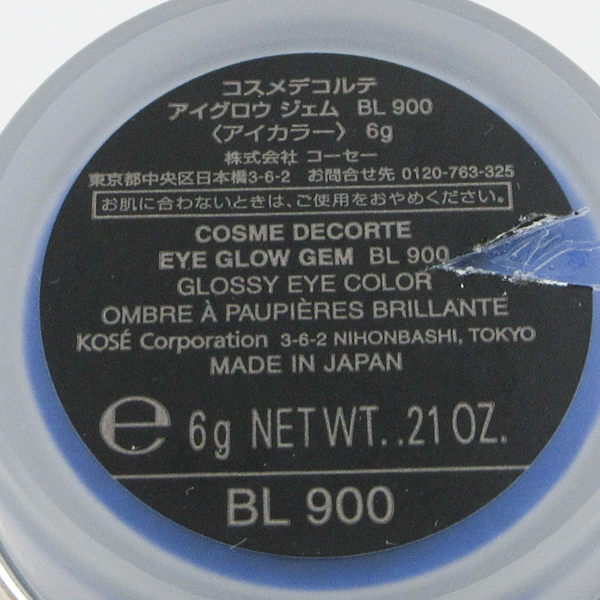 コスメデコルテ
アイグロウ ジェム BL 900
〈アイカラー〉 6g
株式会社 コーセー
東京都中央区日本橋3-6-2 お問合せ先 0120-763-325
お肌に合わないときは、ご使用をおやめください。
COSME DECORTE
EYE GLOW GEM BL 900
GLOSSY EYE COLOR
OMBRE À PAUPIÈRES BRILLANTE
KOSÉ Corporation 3-6-2 NIHONBASHI, TOKYO
MADE IN JAPAN
℮ 6g NET WT. .21 OZ.
BL 900